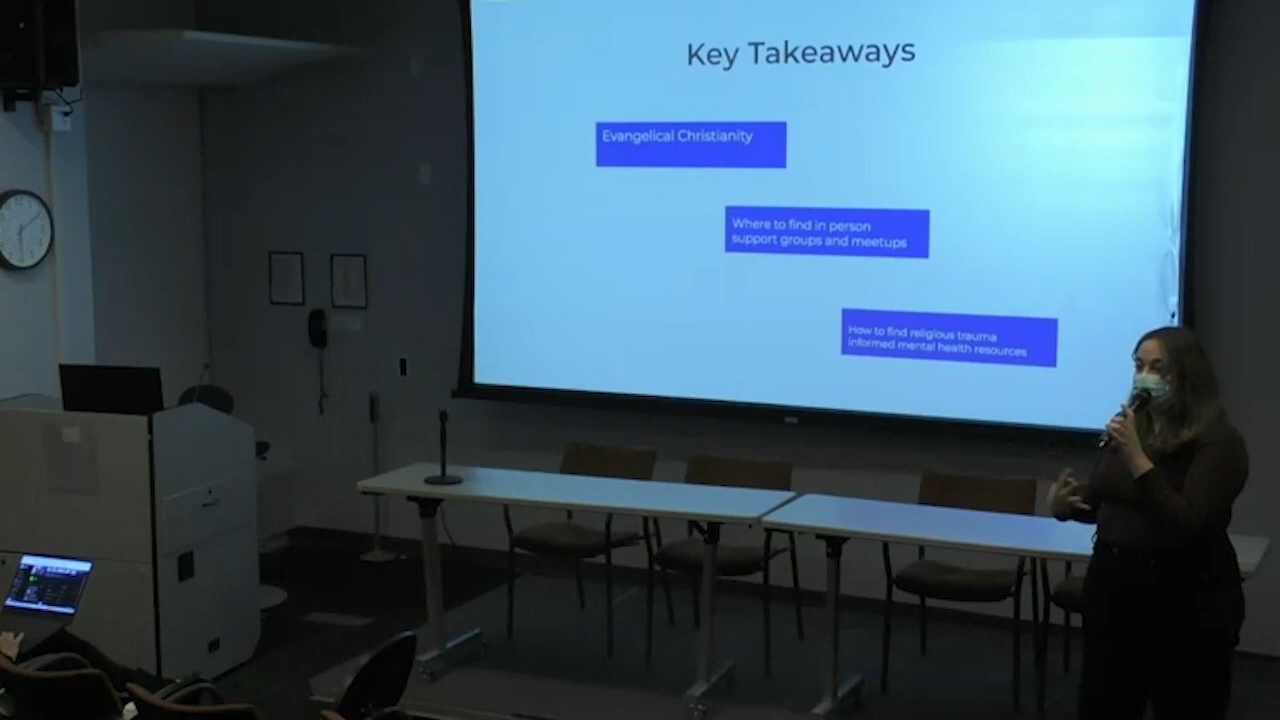 Key Takeaways
Evangelical Christianity
Where to find in person
support groups and meetups
How to find religious trauma
informed mental health resources